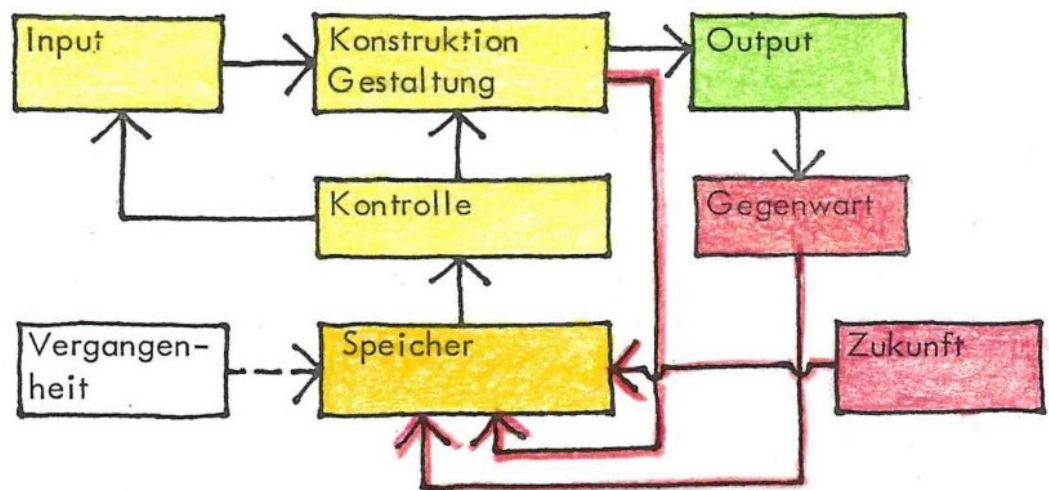 Input
Konstruktion
Gestaltung
Output
Kontrolle
Gegenwart
Vergangen-
heit
Speicher
Zukunft